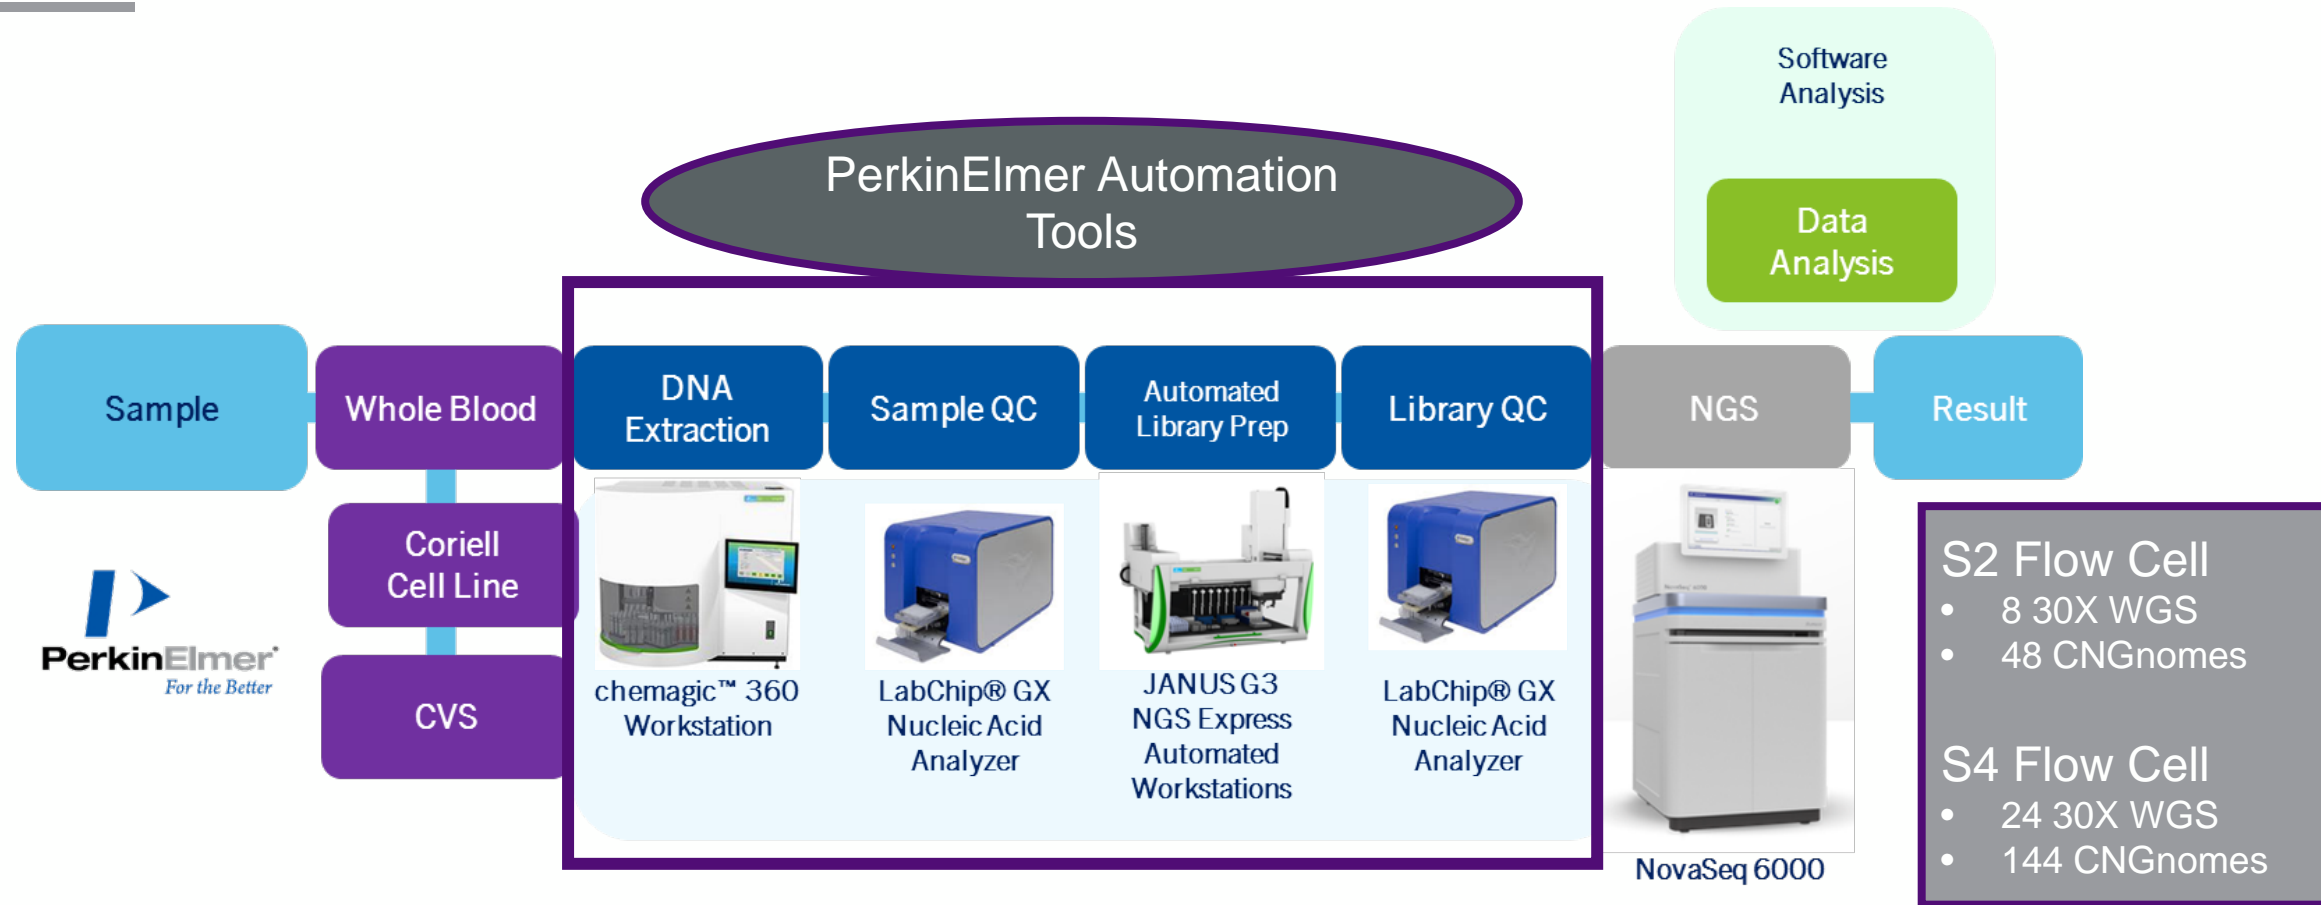 Software
Analysis
Data
Analysis
PerkinElmer Automation
Tools
Sample
Whole Blood
DNA
Extraction
Sample QC
Automated
Library Prep
Library QC
NGS
Result
Coriell
Cell Line
CVS
PerkinElmer
For the Better
chemagic™ 360
Workstation
LabChip® GX
Nucleic Acid
Analyzer
JANUS G3
NGS Express
Automated
Workstations
LabChip® GX
Nucleic Acid
Analyzer
NovaSeq 6000
S2 Flow Cell
• 8 30X WGS
• 48 CNGnomes
S4 Flow Cell
• 24 30X WGS
• 144 CNGnomes